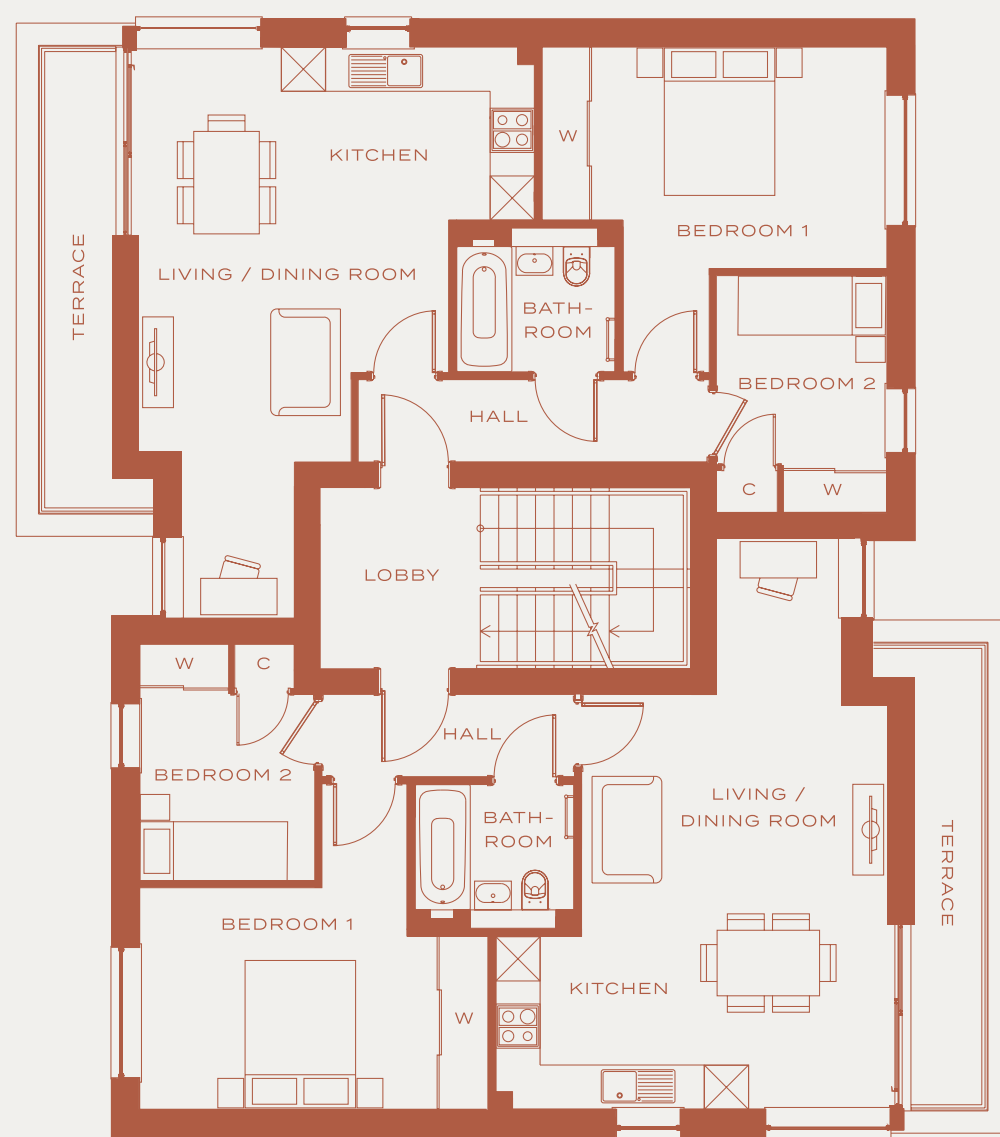 W
KITCHEN
BEDROOM 1
TERRACE
LIVING / DINING ROOM
BATH-
ROOM
BEDROOM 2
HALL
C
W
LOBBY
W
C
HALL
BEDROOM 2
LIVING /
DINING ROOM
BATH-
ROOM
TERRACE
BEDROOM 1
KITCHEN
W